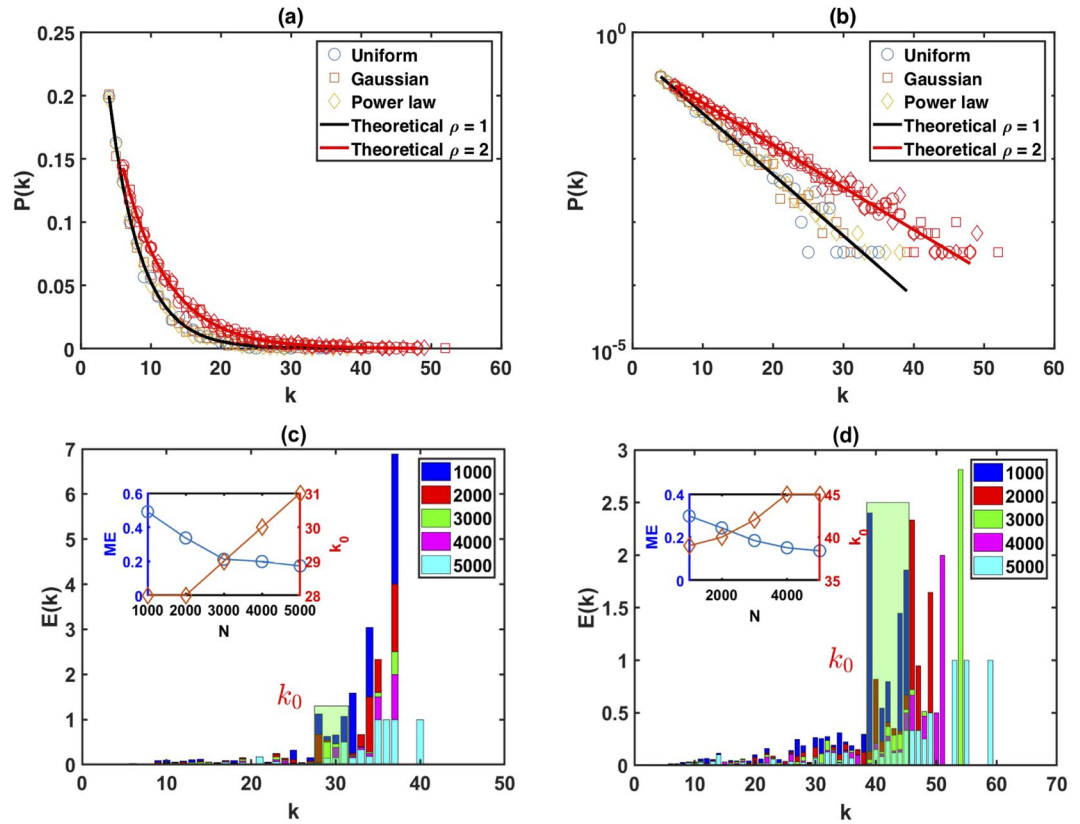 (a)
0.25
0.2
0.15
0.1
0.05
0
P(k)
Uniform
Gaussian
Power law
Theoretical ρ = 1
Theoretical ρ = 2
0 10 20 30 40 50 60
k
(b)
10^0
10^-5
P(k)
Uniform
Gaussian
Power law
Theoretical ρ = 1
Theoretical ρ = 2
0 10 20 30 40 50 60
k
(c)
7
6
5
4
3
2
1
0
E(k)
1000
2000
3000
4000
5000
0.6
0.4
0.2
0
ME
31
30
29
28
k0
1000 2000 3000 4000 5000
N
k0
0 10 20 30 40 50
k
(d)
3
2.5
2
1.5
1
0.5
0
E(k)
1000
2000
3000
4000
5000
0.4
0.2
0
ME
45
40
35
k0
2000 4000
N
k0
0 10 20 30 40 50 60 70
k